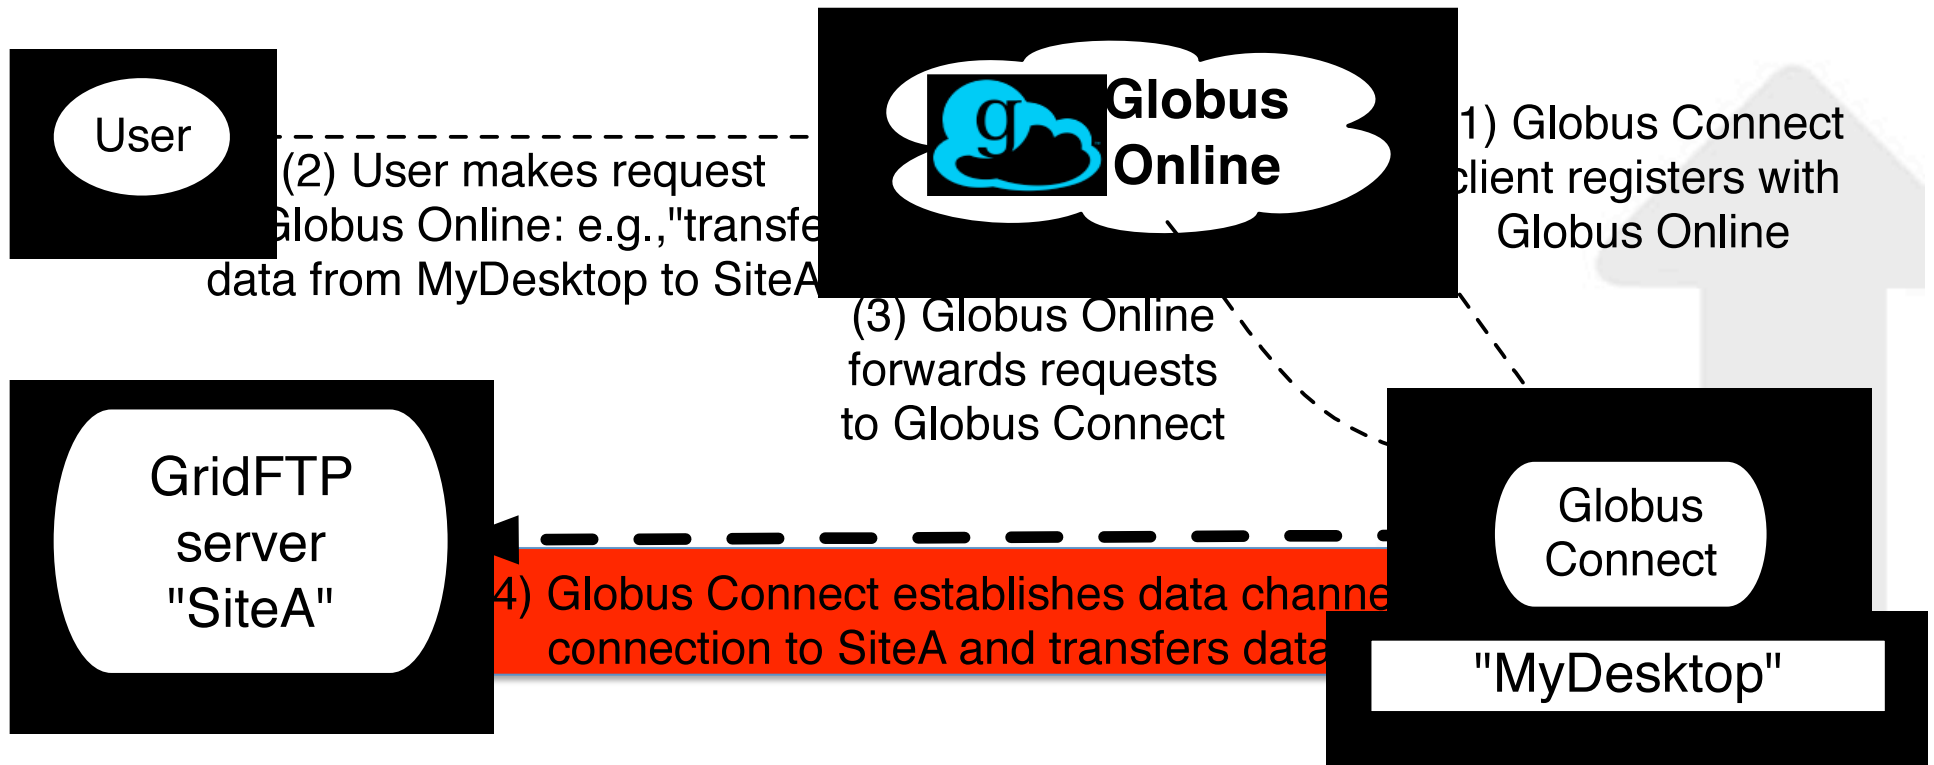 User
(2) User makes request
Globus Online: e.g.,"transfe
data from MyDesktop to SiteA
g
Globus
Online
1) Globus Connect
client registers with
Globus Online
(3) Globus Online
forwards requests
to Globus Connect
GridFTP
server
"SiteA"
4) Globus Connect establishes data channe
connection to SiteA and transfers data
Globus
Connect
"MyDesktop"